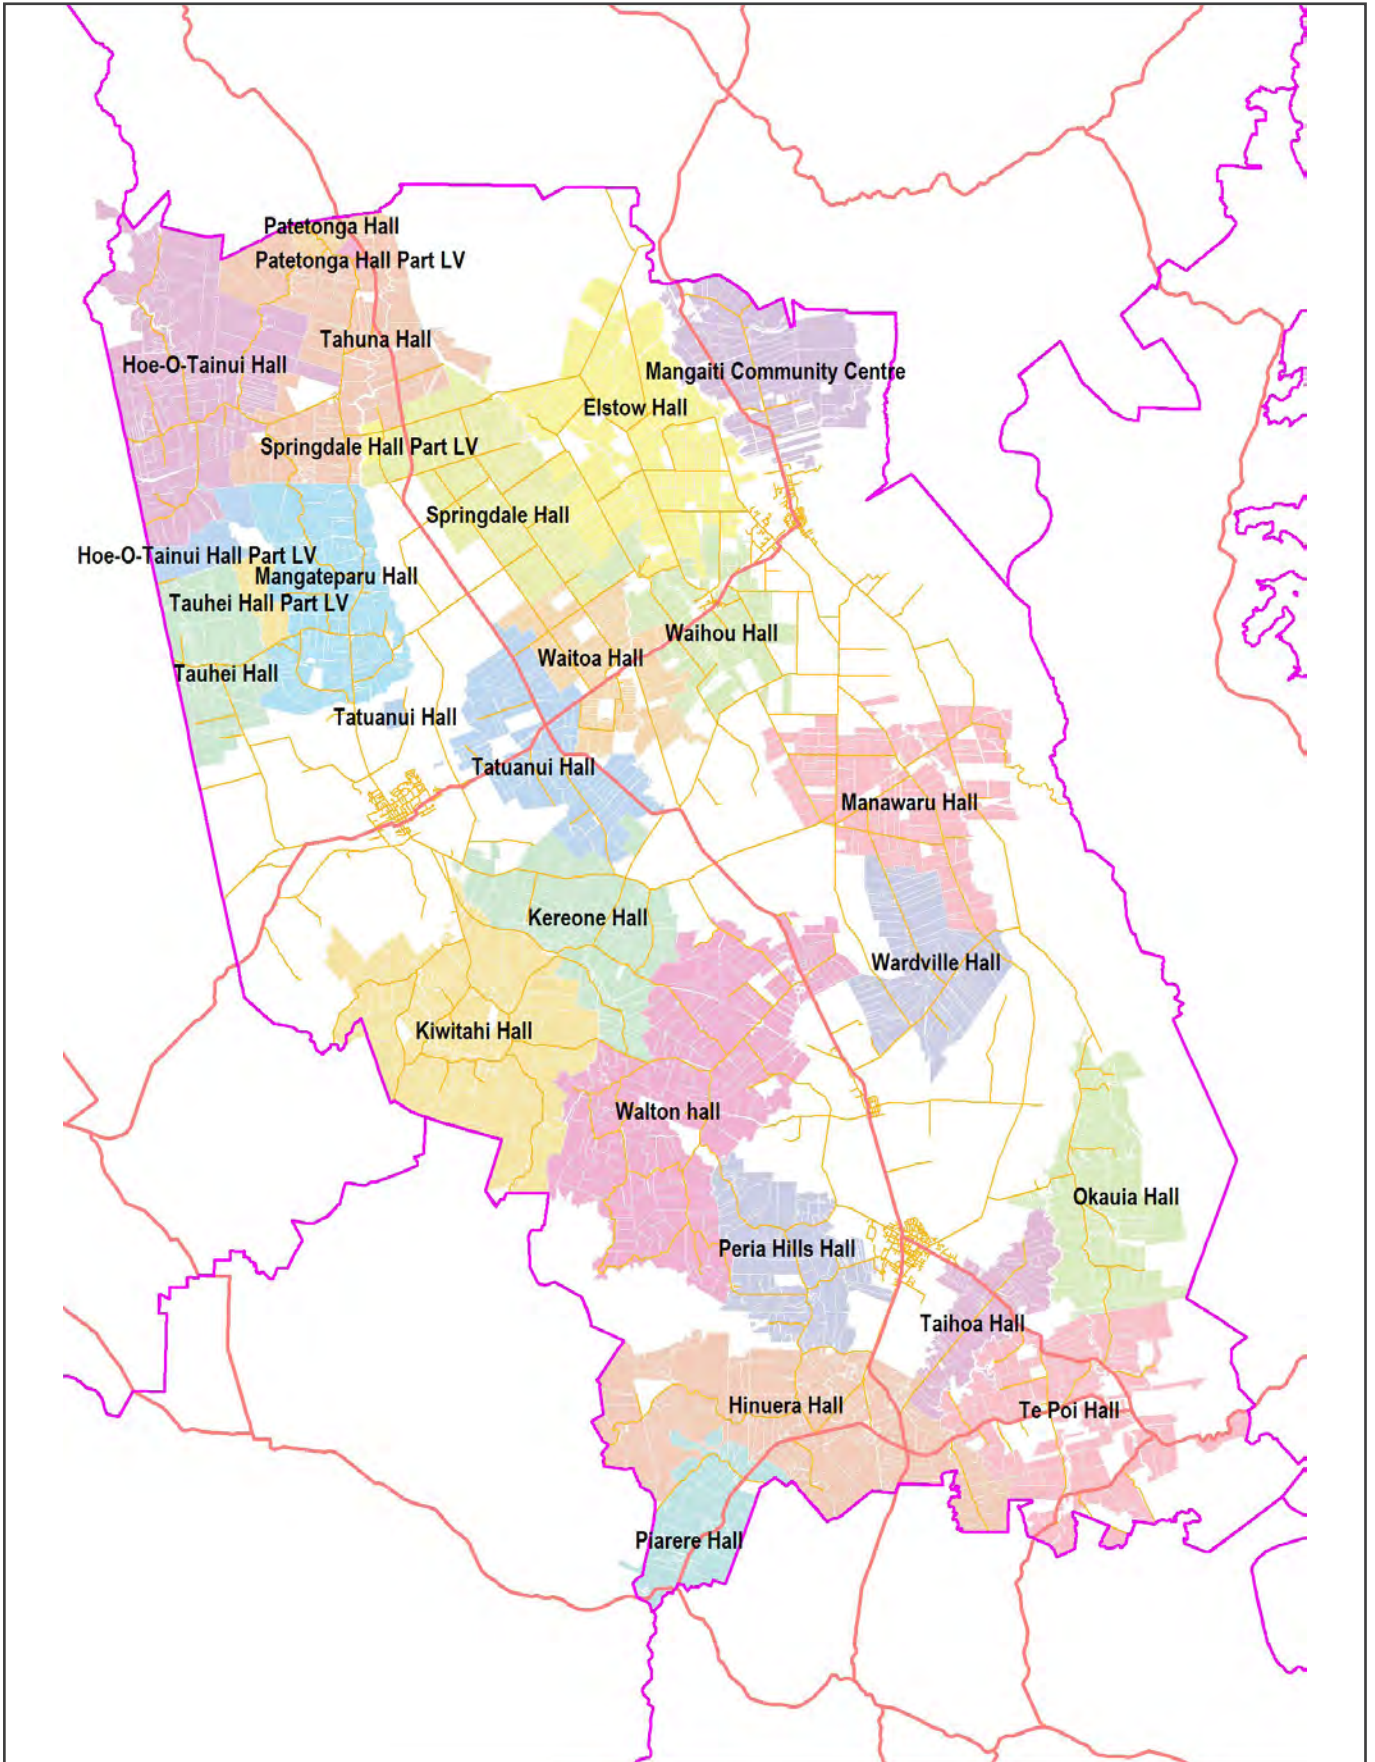 Patetonga Hall
Patetonga Hall Part LV
Tahuna Hall
Hoe-O-Tainui Hall
Mangaiti Community Centre
Elstow Hall
Springdale Hall Part LV
Springdale Hall
Hoe-O-Tainui Hall Part LV
Mangateparu Hall
Tauhei Hall Part LV
Waihou Hall
Waitoa Hall
Tauhei Hall
Tatuanui Hall
Tatuanui Hall
Manawaru Hall
Kereone Hall
Wardville Hall
Kiwitahi Hall
Walton hall
Okauia Hall
Peria Hills Hall
Taihoa Hall
Hinuera Hall
Te Poi Hall
Piarere Hall